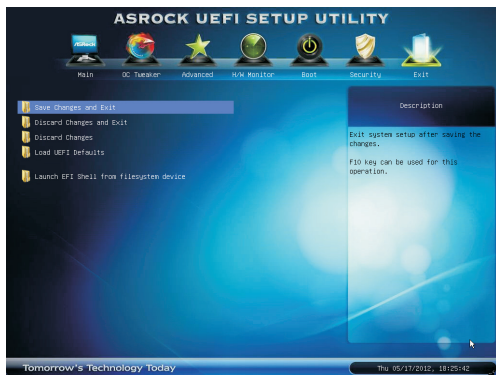 ASROCK UEFI SETUP UTILITY
ASRock
Main OC Tweaker Advanced H/W Monitor Boot Security Exit
Save Changes and Exit
Discard Changes and Exit
Discard Changes
Load UEFI Defaults
Launch EFI Shell from filesystem device
Description
Exit system setup after saving the
changes.
F10 key can be used for this
operation.
Tomorrow's Technology Today
Thu 05/17/2012, 18:25:42